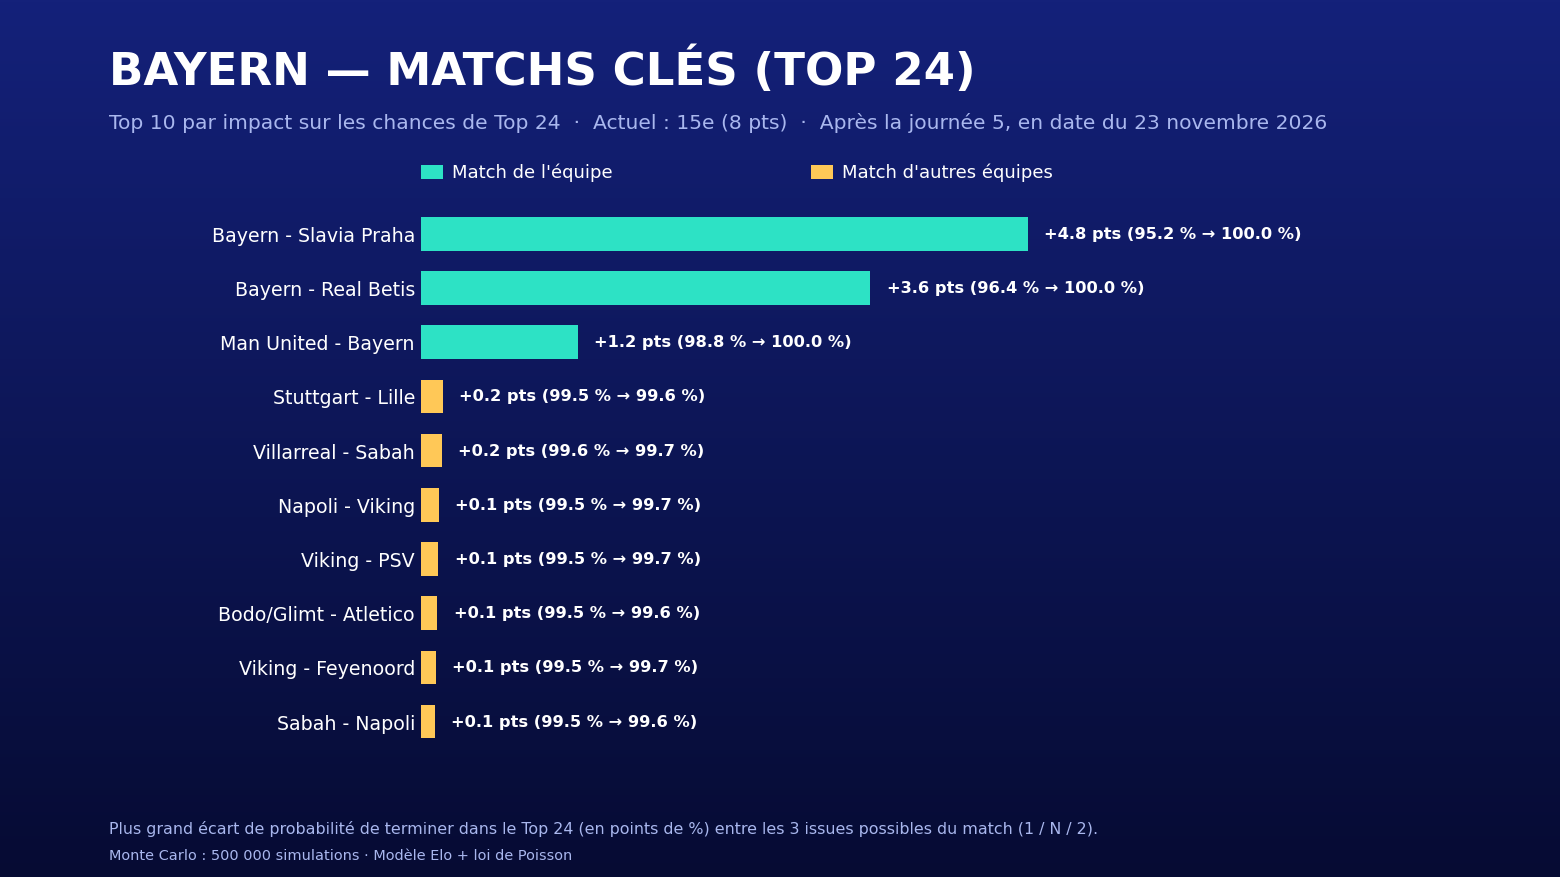 BAYERN — MATCHS CLÉS (TOP 24)
Top 10 par impact sur les chances de Top 24 · Actuel : 15e (8 pts) · Après la journée 5, en date du 23 novembre 2026
Match de l'équipe
Match d'autres équipes
Bayern - Slavia Praha +4.8 pts (95.2 % → 100.0 %)
Bayern - Real Betis +3.6 pts (96.4 % → 100.0 %)
Man United - Bayern +1.2 pts (98.8 % → 100.0 %)
Stuttgart - Lille +0.2 pts (99.5 % → 99.6 %)
Villarreal - Sabah +0.2 pts (99.6 % → 99.7 %)
Napoli - Viking +0.1 pts (99.5 % → 99.7 %)
Viking - PSV +0.1 pts (99.5 % → 99.7 %)
Bodo/Glimt - Atletico +0.1 pts (99.5 % → 99.6 %)
Viking - Feyenoord +0.1 pts (99.5 % → 99.7 %)
Sabah - Napoli +0.1 pts (99.5 % → 99.6 %)
Plus grand écart de probabilité de terminer dans le Top 24 (en points de %) entre les 3 issues possibles du match (1 / N / 2).
Monte Carlo : 500 000 simulations · Modèle Elo + loi de Poisson